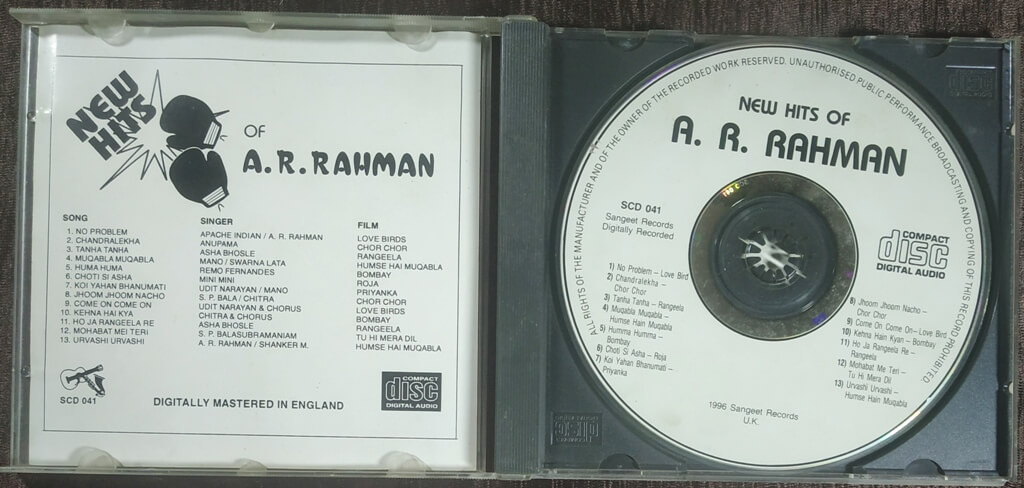 NEW
HITS
OF
A. R. RAHMAN
SONG SINGER FILM
1. NO PROBLEM APACHE INDIAN / A. R. RAHMAN LOVE BIRDS
2. CHANDRALEKHA ANUPAMA CHOR CHOR
3. TANHA TANHA ASHA BHOSLE RANGEELA
4. MUQABLA MUQABLA MANO / SWARNA LATA HUMSE HAI MUQABLA
5. HUMA HUMA REMO FERNANDES BOMBAY
6. CHOTI SI ASHA MINI MINI ROJA
7. KOI YAHAN BHANUMATI UDIT NARAYAN / MANO PRIYANKA
8. JHOOM JHOOM NACHO S. P. BALA / CHITRA CHOR CHOR
9. COME ON COME ON UDIT NARAYAN & CHORUS LOVE BIRDS
10. KEHNA HAI KYA CHITRA & CHORUS BOMBAY
11. HO JA RANGEELA RE ASHA BHOSLE RANGEELA
12. MOHABAT MEI TERI S. P. BALASUBRAMANIAM TU HI MERA DIL
13. URVASHI URVASHI A. R. RAHMAN / SHANKER M. HUMSE HAI MUQABLA
SCD 041
DIGITALLY MASTERED IN ENGLAND
COMPACT
disc
DIGITAL AUDIO
ALL RIGHTS OF THE MANUFACTURER AND OF THE OWNER OF THE RECORDED WORK RESERVED. UNAUTHORISED PUBLIC PERFORMANCE BROADCASTING AND COPYING OF THIS RECORD PROHIBITED.
NEW HITS OF
A. R. RAHMAN
SCD 041
Sangeet Records
Digitally Recorded
COMPACT
disc
DIGITAL AUDIO
1) No Problem – Love Bird
2) Chandralekha –
Chor Chor
3) Tanha Tanha – Rangeela
4) Muqabla Muqabla –
Humse Hain Muqabla
5) Humma Humma –
Bombay
6) Choti Si Asha – Roja
7) Koi Yahan Bhanumati –
Priyanka
8) Jhoom Jhoom Nacho –
Chor Chor
9) Come On Come On – Love Bird
10) Kehna Hain Kyan – Bombay
11) Ho Ja Rangeela Re –
Rangeela
12) Mohabat Me Teri –
Tu Hi Mera Dil
13) Urvashi Urvashi –
Humse Hain Muqabla
1996 Sangeet Records
U.K.